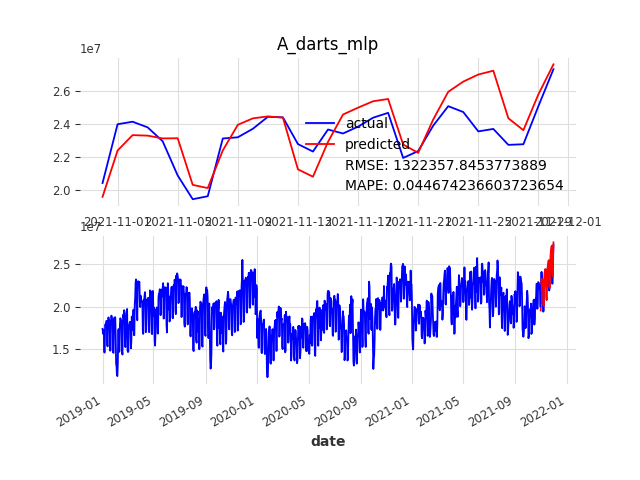 A_darts_mlp
1e7
2.6
2.4
2.2
2.0
actual
predicted
RMSE: 1322357.8453773889
MAPE: 0.044674236603723654
2021-11-01 2021-11-05 2021-11-09 2021-11-13 2021-11-17 2021-11-21 2021-11-25 2021-11-29 2021-12-01
1e7
2.5
2.0
1.5
2019-01 2019-05 2019-09 2020-01 2020-05 2020-09 2021-01 2021-05 2021-09 2022-01
date